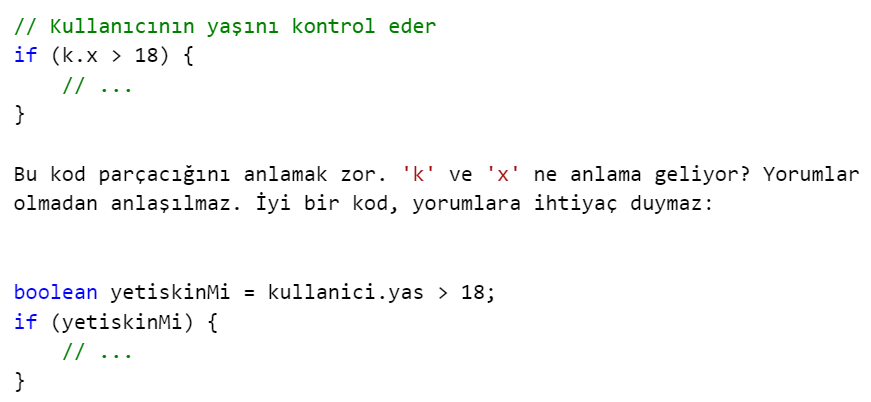 // Kullanıcının yaşını kontrol eder
if (k.x > 18) {
    // ...
}
Bu kod parçacığını anlamak zor. 'k' ve 'x' ne anlama geliyor? Yorumlar
olmadan anlaşılmaz. İyi bir kod, yorumlara ihtiyaç duymaz:
boolean yetiskinMi = kullanici.yas > 18;
if (yetiskinMi) {
    // ...
}